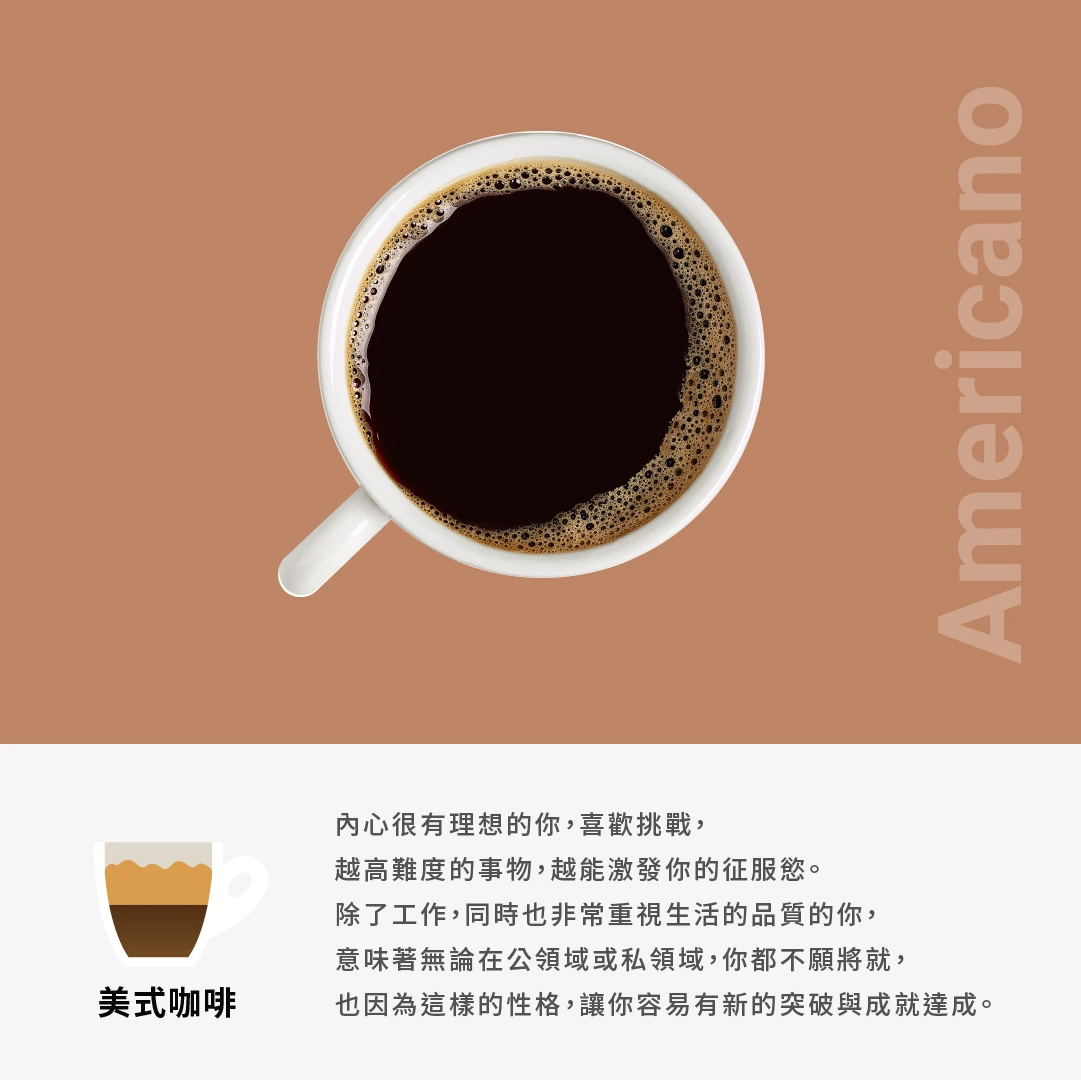 Americano
內心很有理想的你，喜歡挑戰，
越高難度的事物，越能激發你的征服慾。
除了工作，同時也非常重視生活的品質的你，
意味著無論在公領域或私領域，你都不願將就，
也因為這樣的性格，讓你容易有新的突破與成就達成。
美式咖啡